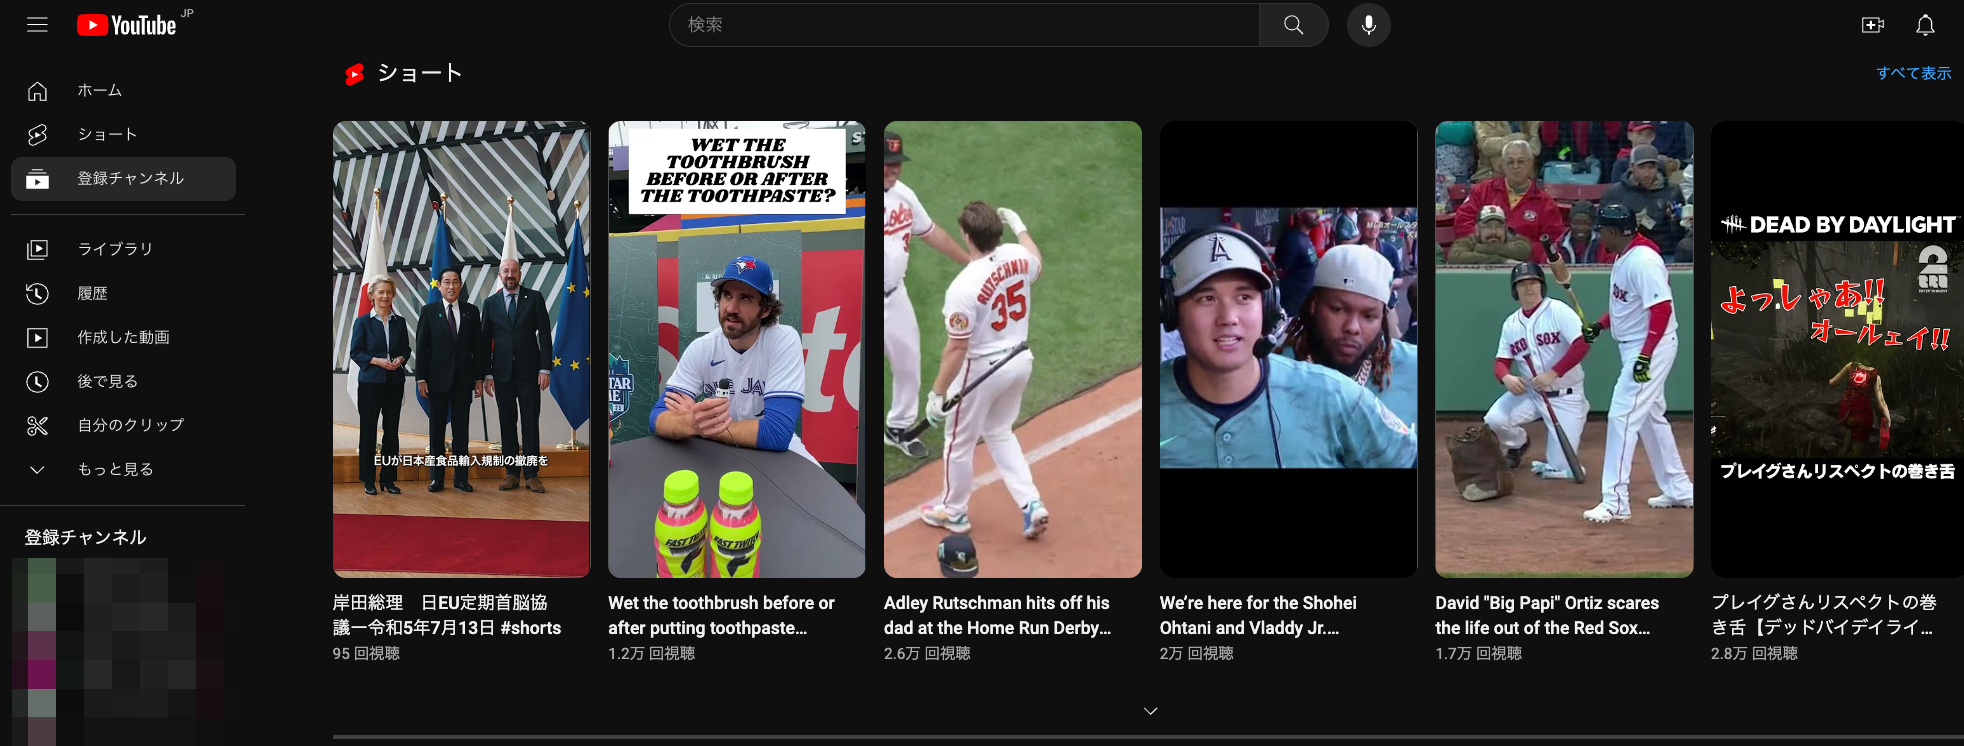 YouTube JP
検索
ホーム
ショート
登録チャンネル
ライブラリ
履歴
作成した動画
後で見る
自分のクリップ
もっと見る
登録チャンネル
ショート
すべて表示
EUが日本産食品輸入規制の撤廃を
岸田総理 日EU定期首脳協
議ー令和5年7月13日 #shorts
95 回視聴
WET THE
TOOTHBRUSH
BEFORE OR AFTER
THE TOOTHPASTE?
FAST TWITCH
FAST TWITCH
Wet the toothbrush before or
after putting toothpaste...
1.2万 回視聴
RUTSCHMAN
35
Adley Rutschman hits off his
dad at the Home Run Derby...
2.6万 回視聴
We're here for the Shohei
Ohtani and Vladdy Jr....
2万 回視聴
RED SOX
David "Big Papi" Ortiz scares
the life out of the Red Sox...
1.7万 回視聴
DEAD BY DAYLIGHT
よっしゃあ!!
オールェイ!!
プレイグさんリスペクトの巻き舌
プレイグさんリスペクトの巻
き舌【デッドバイデイライ...
2.8万 回視聴